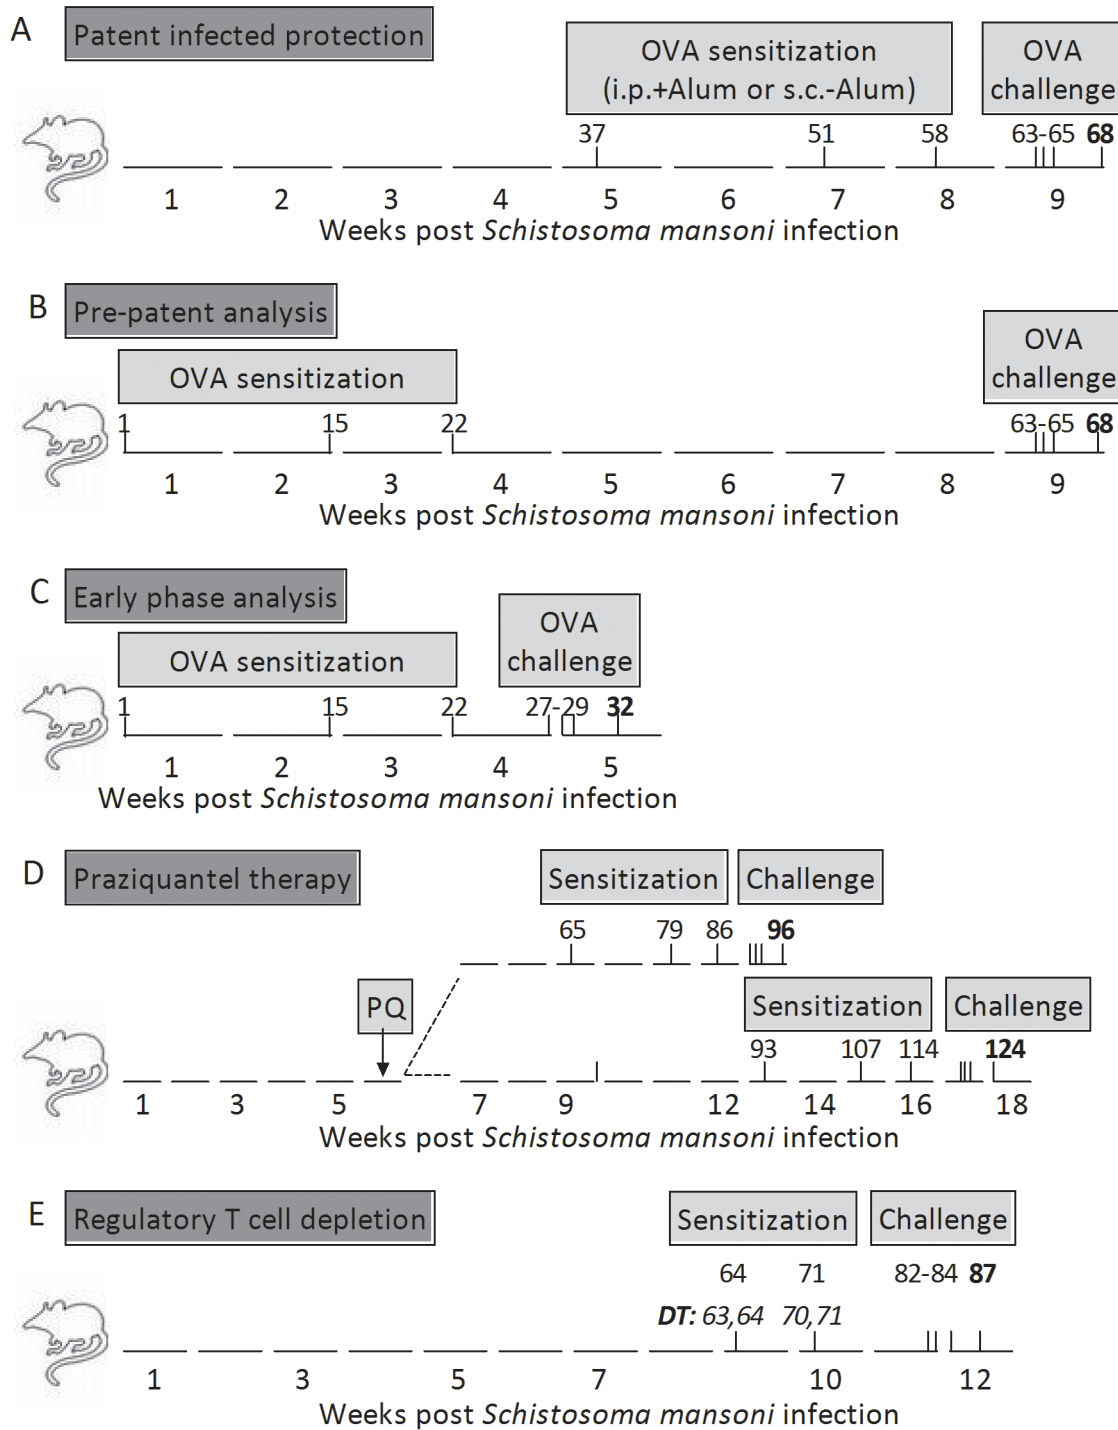 A Patent infected protection
OVA sensitization
(i.p.+Alum or s.c.-Alum)
OVA
challenge
37 51 58 63-65 68
1 2 3 4 5 6 7 8 9
Weeks post Schistosoma mansoni infection
B Pre-patent analysis
OVA sensitization
OVA
challenge
1 15 22 63-65 68
1 2 3 4 5 6 7 8 9
Weeks post Schistosoma mansoni infection
C Early phase analysis
OVA sensitization
OVA
challenge
1 15 22 27-29 32
1 2 3 4 5
Weeks post Schistosoma mansoni infection
D Praziquantel therapy
Sensitization Challenge
65 79 86 96
PQ
Sensitization Challenge
93 107 114 124
1 3 5 7 9 12 14 16 18
Weeks post Schistosoma mansoni infection
E Regulatory T cell depletion
Sensitization Challenge
64 71 82-84 87
DT: 63,64 70,71
1 3 5 7 10 12
Weeks post Schistosoma mansoni infection